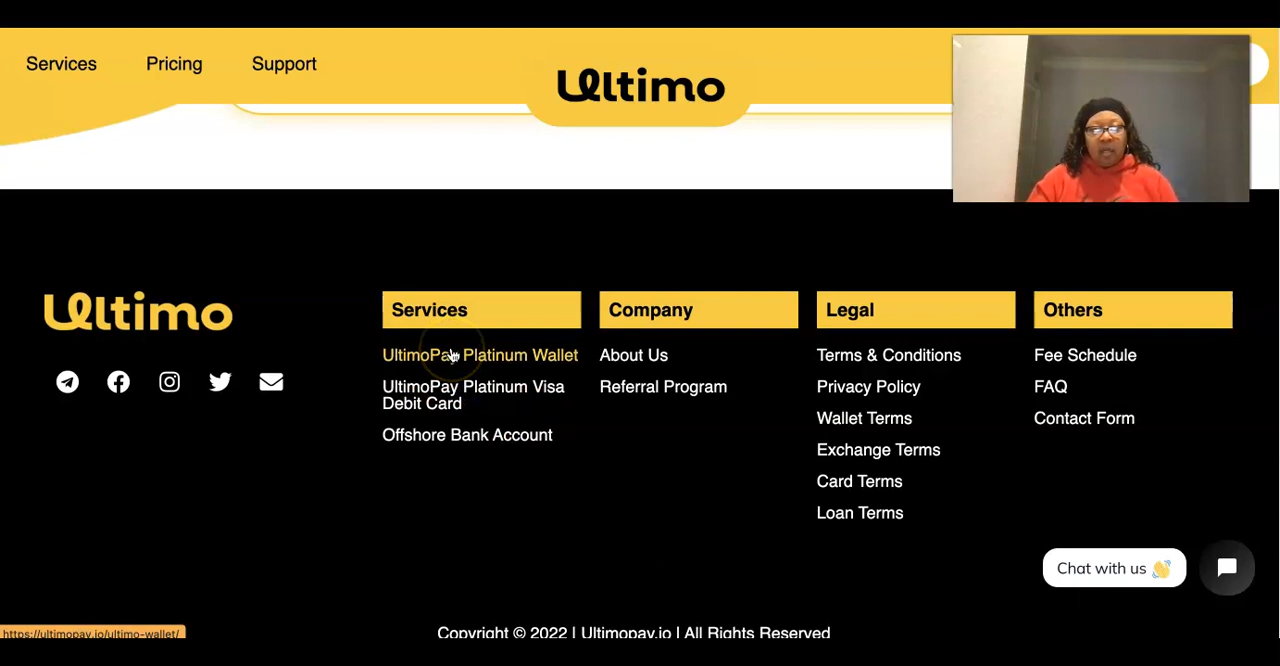 Services Pricing Support
Ultimo
Ultimo
Services
UltimoPay Platinum Wallet
UltimoPay Platinum Visa
Debit Card
Offshore Bank Account
Company
About Us
Referral Program
Legal
Terms & Conditions
Privacy Policy
Wallet Terms
Exchange Terms
Card Terms
Loan Terms
Others
Fee Schedule
FAQ
Contact Form
Chat with us 👋
https://ultimopay.io/ultimo-wallet/
Copyright © 2022 | Ultimopay.io | All Rights Reserved